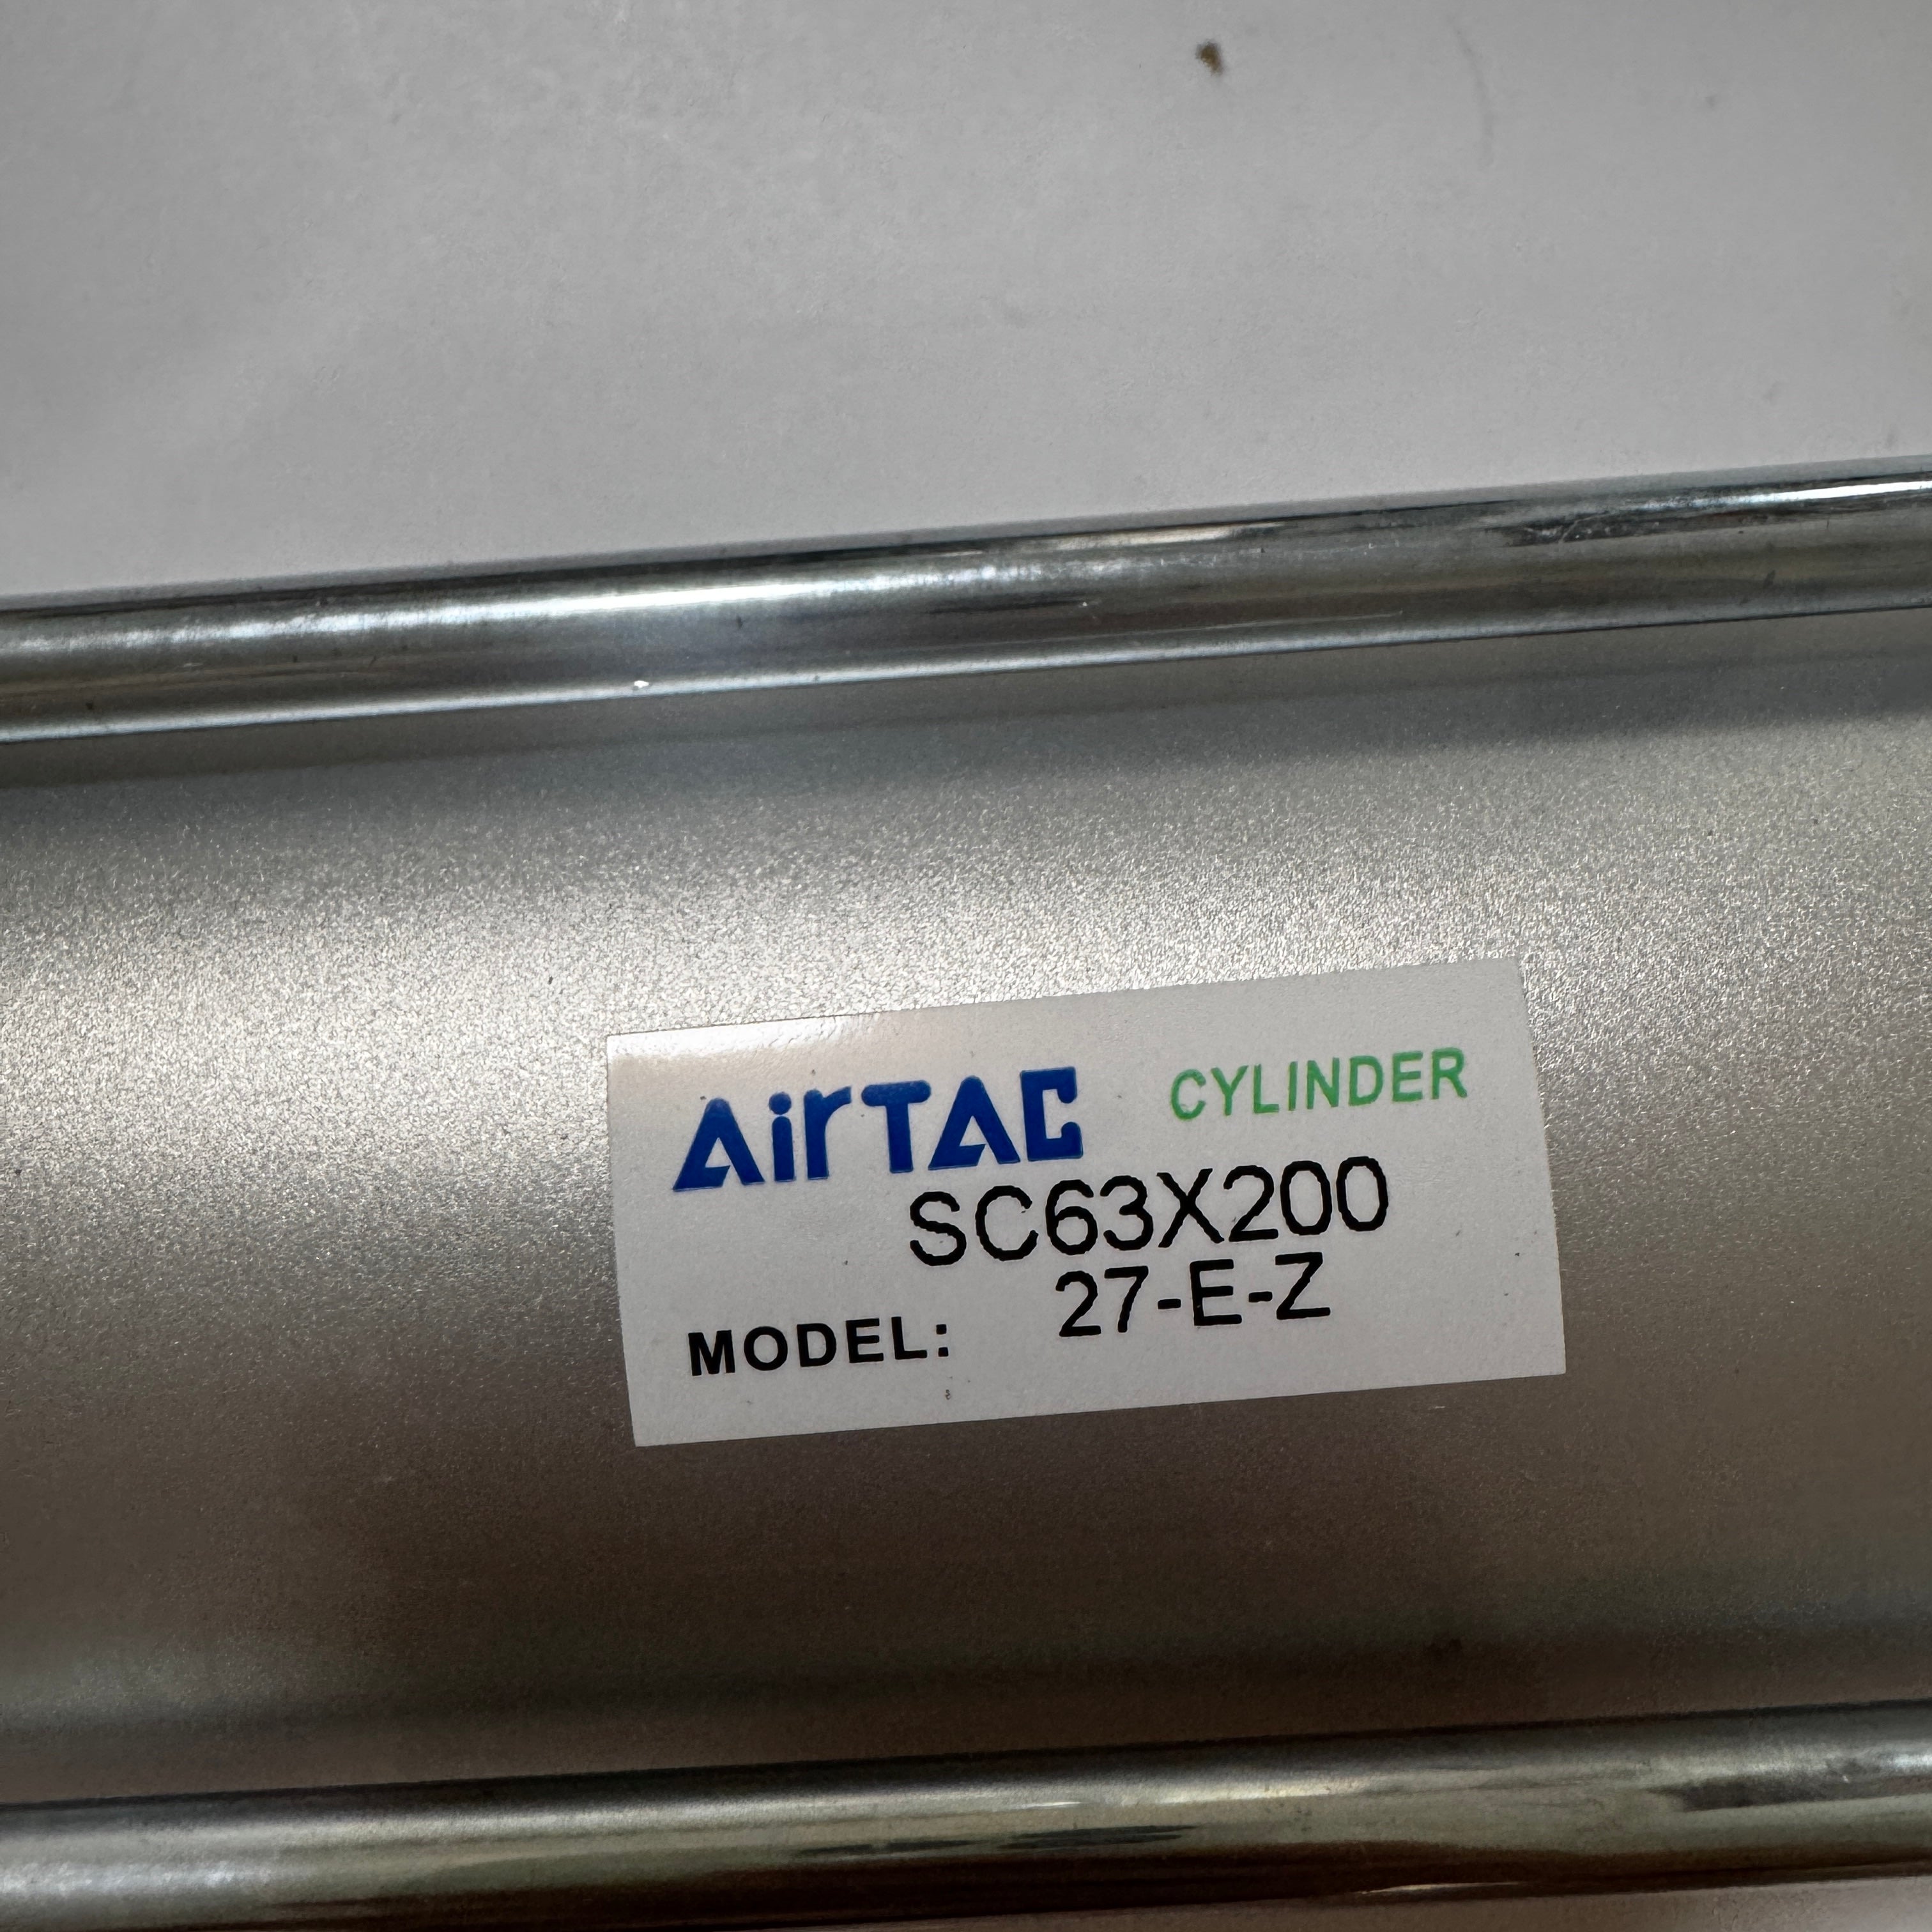 AirTAC CYLINDER
SC63X200
27-E-Z
MODEL: